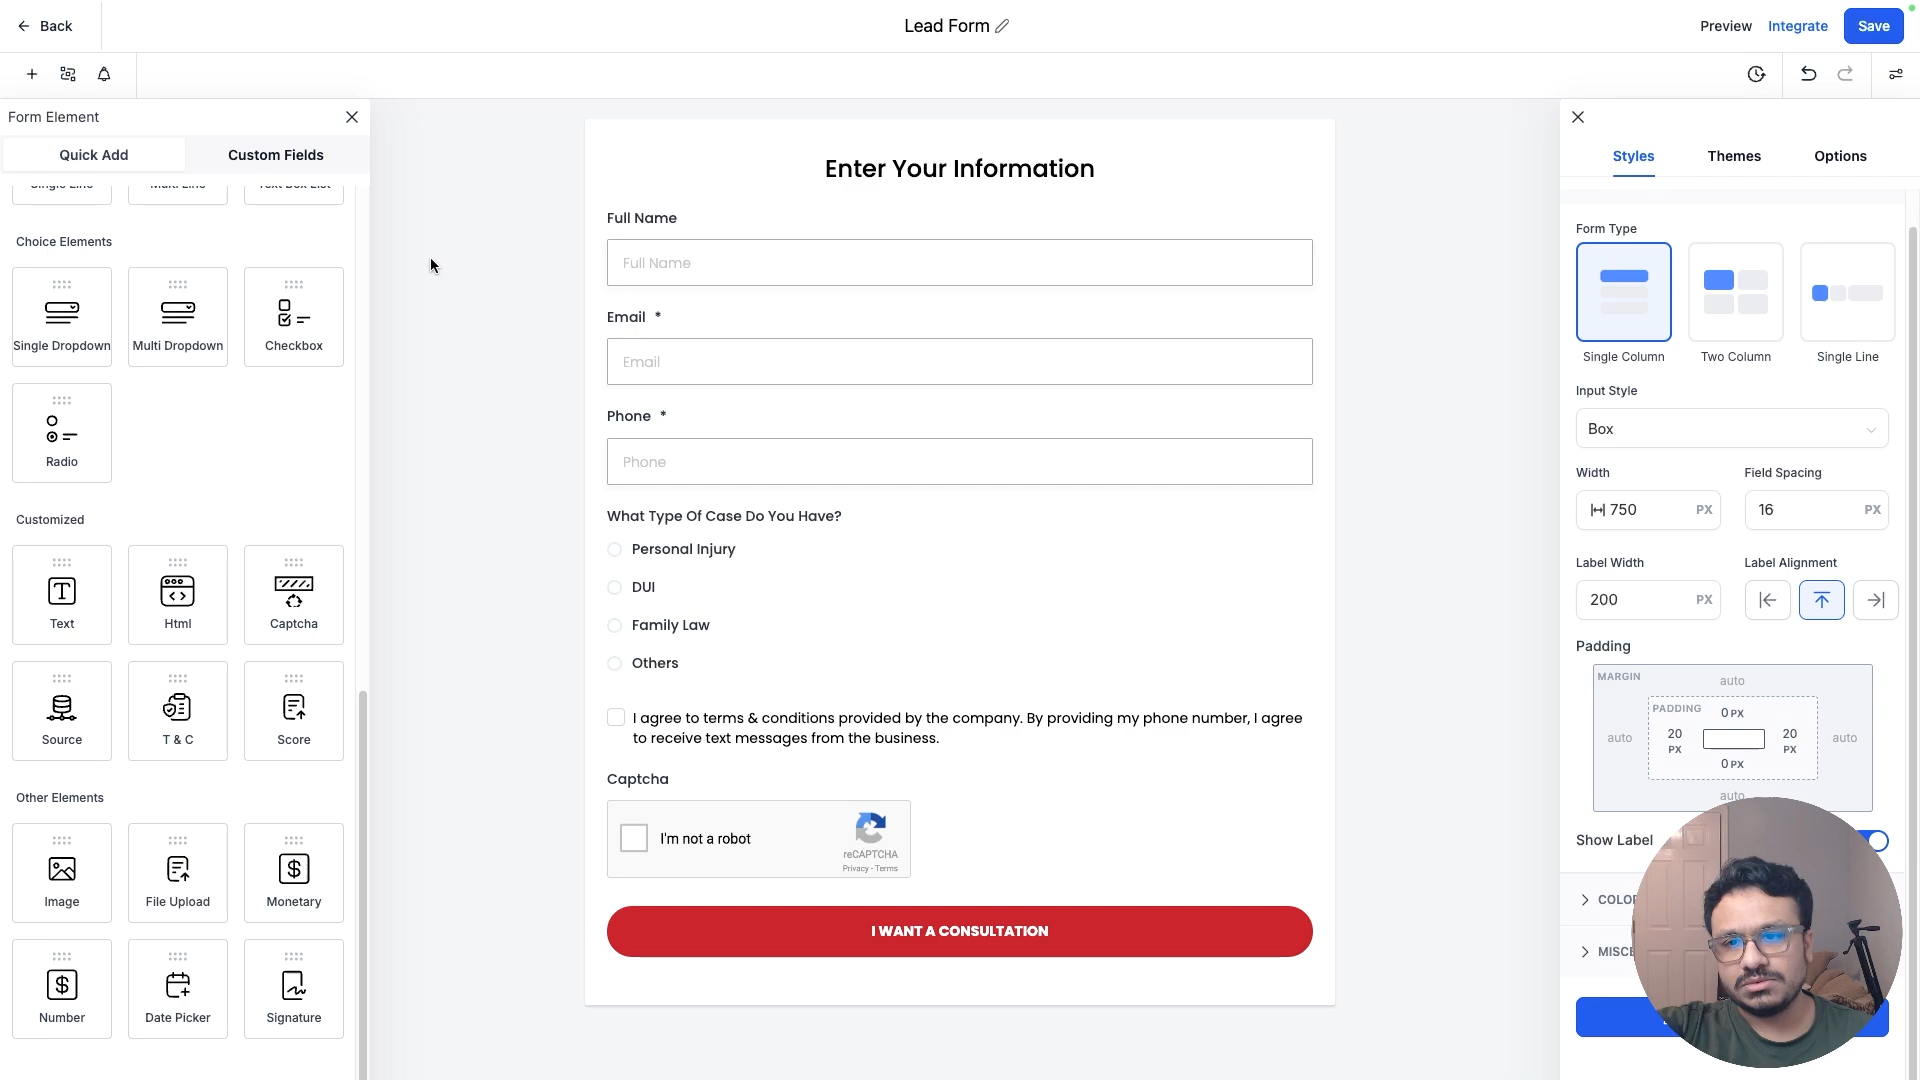 Back
Lead Form
Preview
Integrate
Save
Form Element
Quick Add
Custom Fields
Single Line
Multi Line
Text Box List
Choice Elements
Single Dropdown
Multi Dropdown
Checkbox
Radio
Customized
Text
Html
Captcha
Source
T & C
Score
Other Elements
Image
File Upload
Monetary
Number
Date Picker
Signature
Enter Your Information
Full Name
Full Name
Email *
Email
Phone *
Phone
What Type Of Case Do You Have?
Personal Injury
DUI
Family Law
Others
I agree to terms & conditions provided by the company. By providing my phone number, I agree
to receive text messages from the business.
Captcha
I'm not a robot
reCAPTCHA
Privacy - Terms
I WANT A CONSULTATION
Styles
Themes
Options
Form Type
Single Column
Two Column
Single Line
Input Style
Box
Width
Field Spacing
750 PX
16 PX
Label Width
Label Alignment
200 PX
Padding
MARGIN
auto
PADDING
0 PX
auto
20 PX
20 PX
auto
0 PX
auto
Show Label